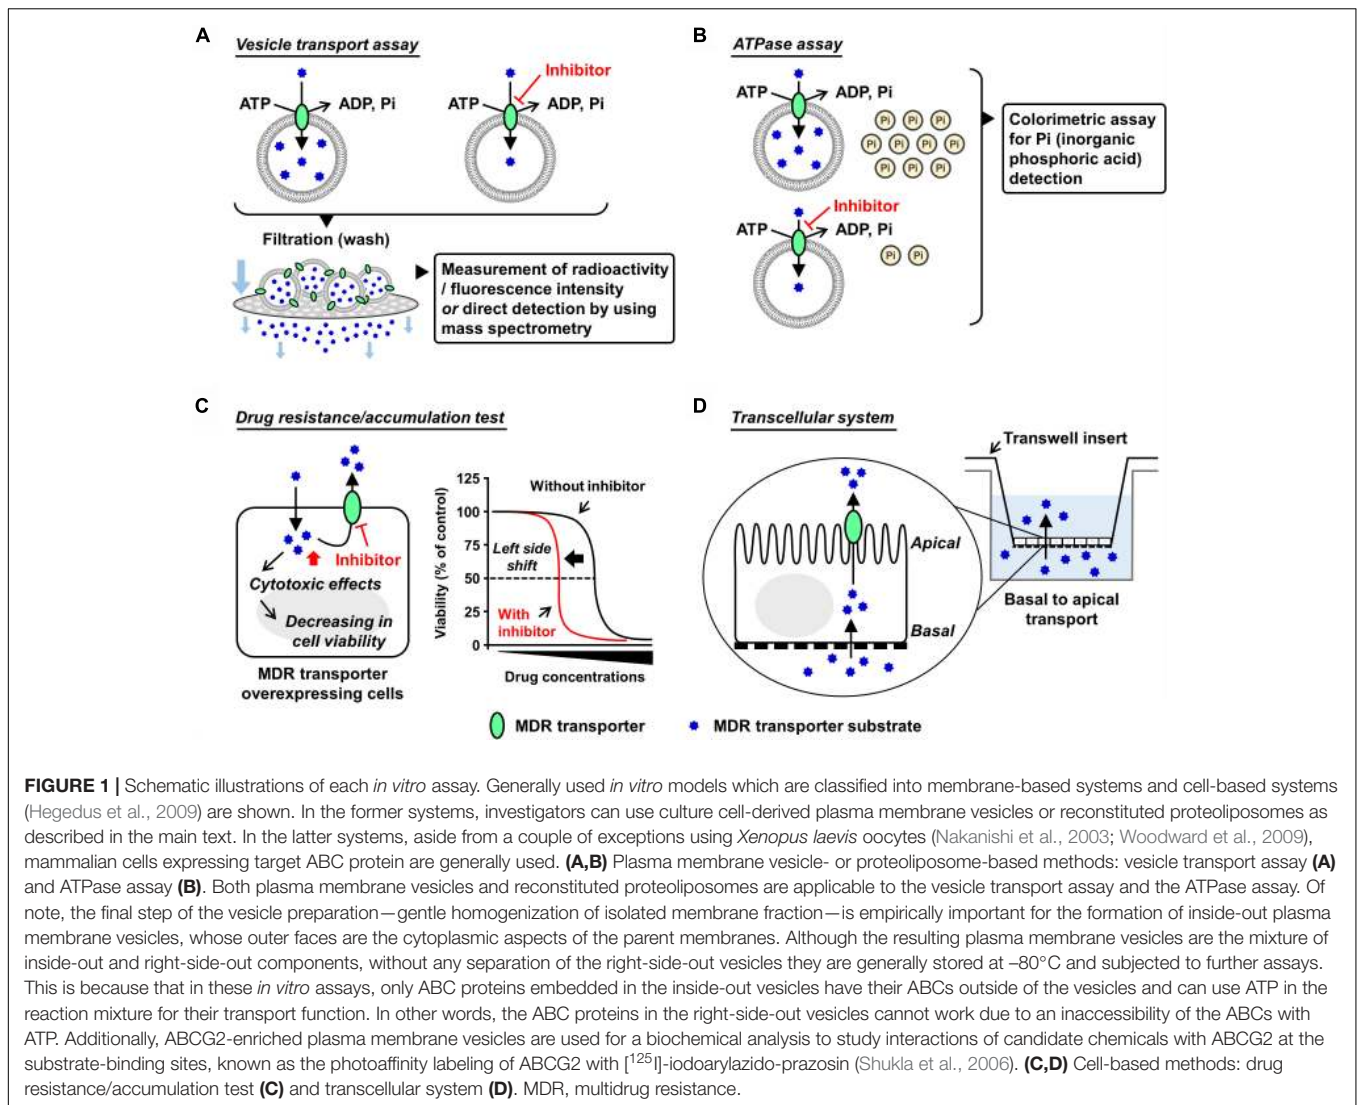 A
Vesicle transport assay
Inhibitor
ATP
ADP, Pi
ATP
ADP, Pi
Filtration (wash)
Measurement of radioactivity
/ fluorescence intensity
or direct detection by using
mass spectrometry
B
ATPase assay
ATP
ADP, Pi
Pi Pi Pi
Pi Pi Pi Pi
Pi Pi Pi
Inhibitor
ATP
ADP, Pi
Pi Pi
Colorimetric assay
for Pi (inorganic
phosphoric acid)
detection
C
Drug resistance/accumulation test
Inhibitor
Cytotoxic effects
Decreasing in
cell viability
MDR transporter
overexpressing cells
Viability (% of control)
125
100
75
50
25
0
Without inhibitor
Left side
shift
With
inhibitor
Drug concentrations
D
Transcellular system
Apical
Basal
Transwell insert
Basal to apical
transport
MDR transporter
MDR transporter substrate
FIGURE 1 | Schematic illustrations of each in vitro assay. Generally used in vitro models which are classified into membrane-based systems and cell-based systems
(Hegedus et al., 2009) are shown. In the former systems, investigators can use culture cell-derived plasma membrane vesicles or reconstituted proteoliposomes as
described in the main text. In the latter systems, aside from a couple of exceptions using Xenopus laevis oocytes (Nakanishi et al., 2003; Woodward et al., 2009),
mammalian cells expressing target ABC protein are generally used. (A,B) Plasma membrane vesicle- or proteoliposome-based methods: vesicle transport assay (A)
and ATPase assay (B). Both plasma membrane vesicles and reconstituted proteoliposomes are applicable to the vesicle transport assay and the ATPase assay. Of
note, the final step of the vesicle preparation—gentle homogenization of isolated membrane fraction—is empirically important for the formation of inside-out plasma
membrane vesicles, whose outer faces are the cytoplasmic aspects of the parent membranes. Although the resulting plasma membrane vesicles are the mixture of
inside-out and right-side-out components, without any separation of the right-side-out vesicles they are generally stored at –80°C and subjected to further assays.
This is because that in these in vitro assays, only ABC proteins embedded in the inside-out vesicles have their ABCs outside of the vesicles and can use ATP in the
reaction mixture for their transport function. In other words, the ABC proteins in the right-side-out vesicles cannot work due to an inaccessibility of the ABCs with
ATP. Additionally, ABCG2-enriched plasma membrane vesicles are used for a biochemical analysis to study interactions of candidate chemicals with ABCG2 at the
substrate-binding sites, known as the photoaffinity labeling of ABCG2 with [¹²⁵I]-iodoarylazido-prazosin (Shukla et al., 2006). (C,D) Cell-based methods: drug
resistance/accumulation test (C) and transcellular system (D). MDR, multidrug resistance.